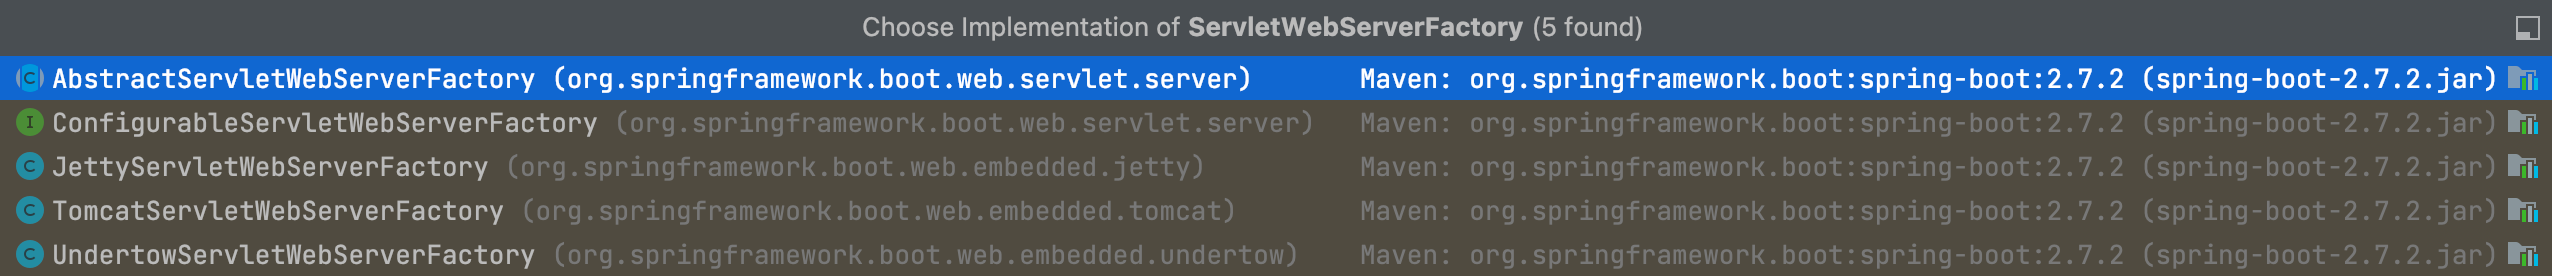 Choose Implementation of ServletWebServerFactory (5 found)
C AbstractServletWebServerFactory (org.springframework.boot.web.servlet.server) Maven: org.springframework.boot:spring-boot:2.7.2 (spring-boot-2.7.2.jar)
I ConfigurableServletWebServerFactory (org.springframework.boot.web.servlet.server) Maven: org.springframework.boot:spring-boot:2.7.2 (spring-boot-2.7.2.jar)
C JettyServletWebServerFactory (org.springframework.boot.web.embedded.jetty) Maven: org.springframework.boot:spring-boot:2.7.2 (spring-boot-2.7.2.jar)
C TomcatServletWebServerFactory (org.springframework.boot.web.embedded.tomcat) Maven: org.springframework.boot:spring-boot:2.7.2 (spring-boot-2.7.2.jar)
C UndertowServletWebServerFactory (org.springframework.boot.web.embedded.undertow) Maven: org.springframework.boot:spring-boot:2.7.2 (spring-boot-2.7.2.jar)